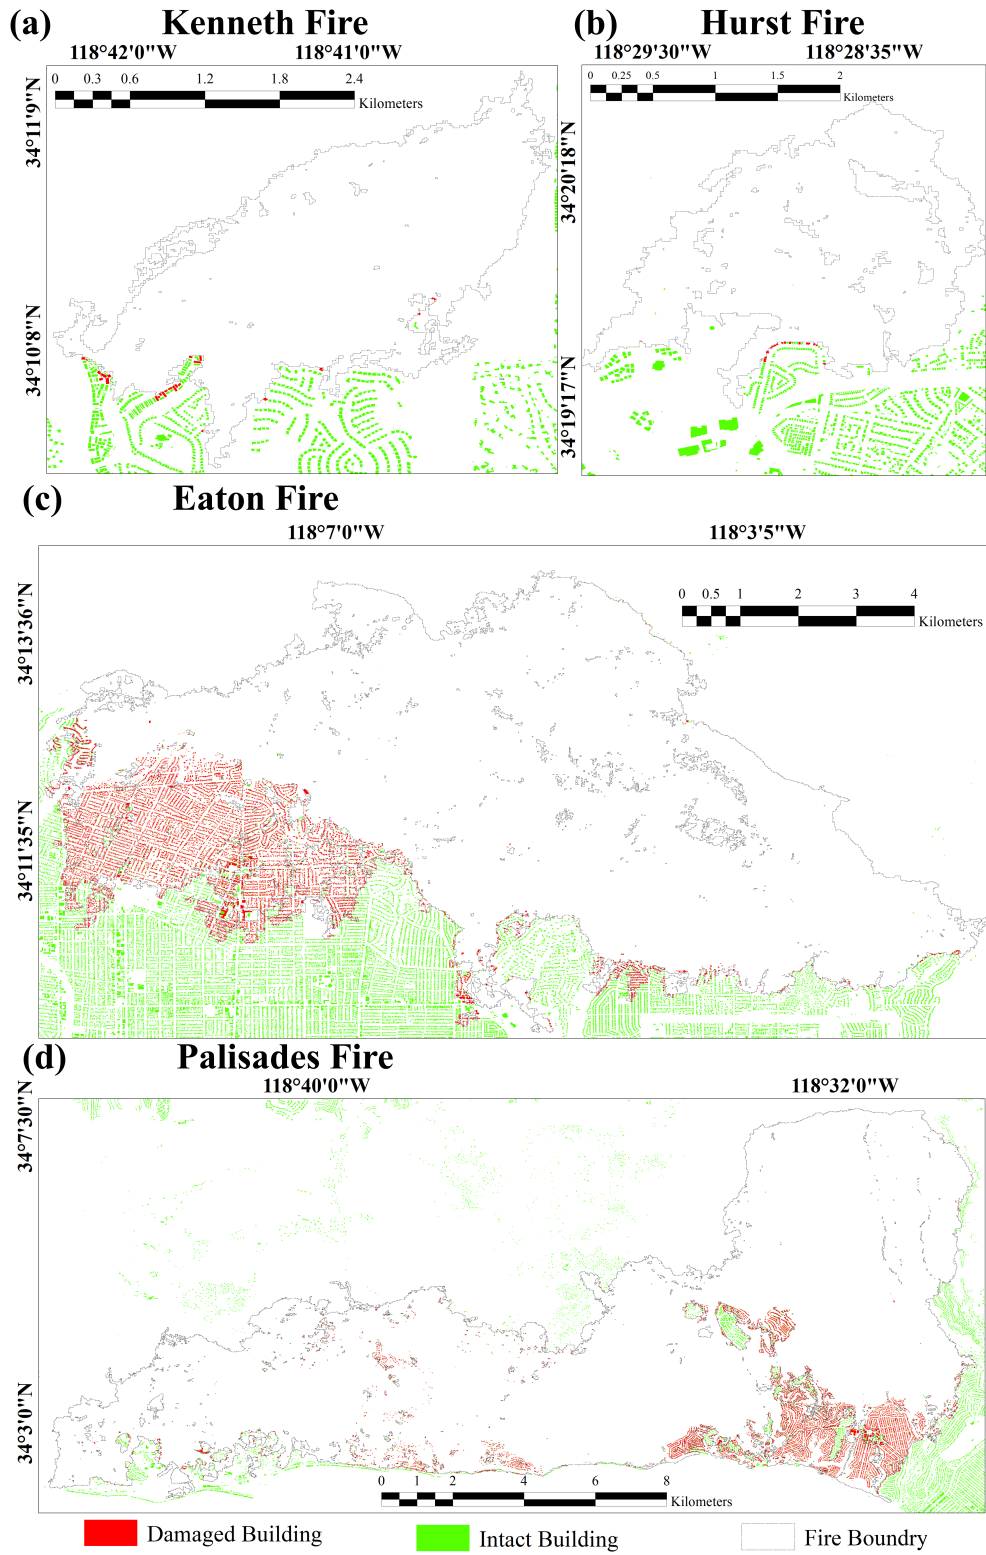 (a) Kenneth Fire
118°42'0"W 118°41'0"W
0 0.3 0.6 1.2 1.8 2.4
Kilometers
34°11'9"N
34°10'8"N
(b) Hurst Fire
118°29'30"W 118°28'35"W
0 0.25 0.5 1 1.5 2
Kilometers
34°20'18"N
34°19'17"N
(c) Eaton Fire
118°7'0"W 118°3'5"W
0 0.5 1 2 3 4
Kilometers
34°13'36"N
34°11'35"N
(d) Palisades Fire
118°40'0"W 118°32'0"W
34°7'30"N
34°3'0"N
0 1 2 4 6 8
Kilometers
Damaged Building Intact Building Fire Boundry